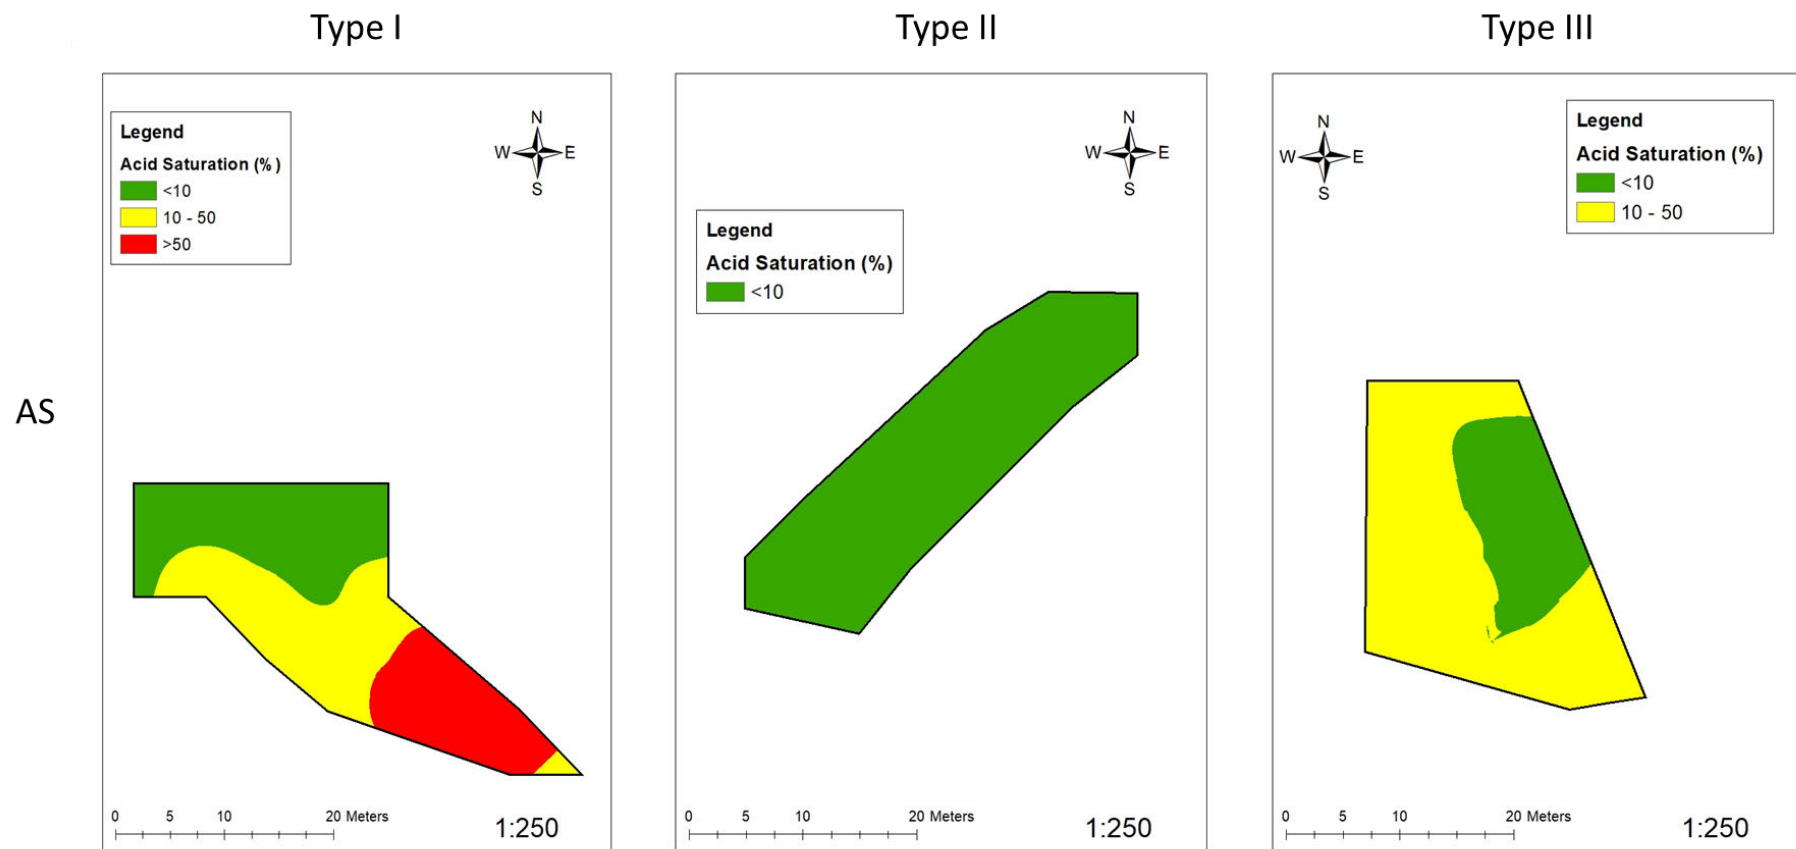 Type I
Type II
Type III
AS
Legend
Acid Saturation (%)
<10
10 - 50
>50
N
W E
S
0 5 10 20 Meters
1:250
Legend
Acid Saturation (%)
<10
N
W E
S
0 5 10 20 Meters
1:250
Legend
Acid Saturation (%)
<10
10 - 50
N
W E
S
0 5 10 20 Meters
1:250